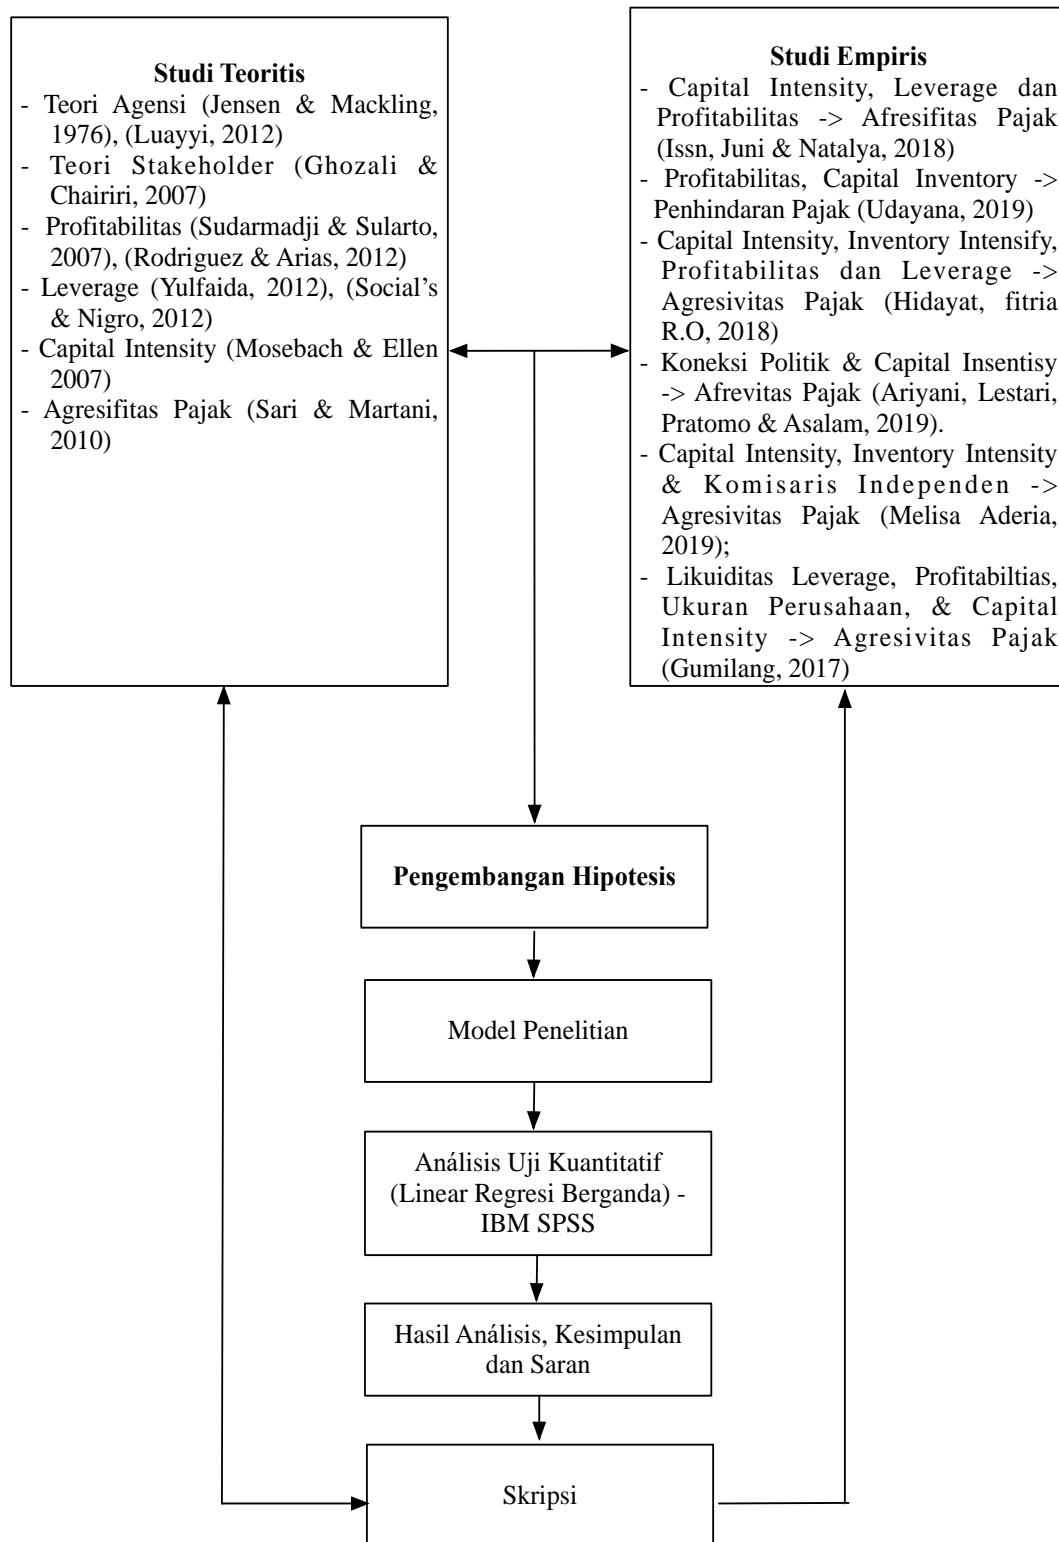 Studi Teoritis
- Teori Agensi (Jensen & Mackling,
1976), (Luayyi, 2012)
- Teori Stakeholder (Ghozali &
Chairiri, 2007)
- Profitabilitas (Sudarmadji & Sularto,
2007), (Rodriguez & Arias, 2012)
- Leverage (Yulfaida, 2012), (Social's
& Nigro, 2012)
- Capital Intensity (Mosebach & Ellen
2007)
- Agresifitas Pajak (Sari & Martani,
2010)
Studi Empiris
- Capital Intensity, Leverage dan
Profitabilitas -> Afresifitas Pajak
(Issn, Juni & Natalya, 2018)
- Profitabilitas, Capital Inventory ->
Penhindaran Pajak (Udayana, 2019)
- Capital Intensity, Inventory Intensify,
Profitabilitas dan Leverage ->
Agresivitas Pajak (Hidayat, fitria
R.O, 2018)
- Koneksi Politik & Capital Insentisy
-> Afrevitas Pajak (Ariyani, Lestari,
Pratomo & Asalam, 2019).
- Capital Intensity, Inventory Intensity
& Komisaris Independen ->
Agresivitas Pajak (Melisa Aderia,
2019);
- Likuiditas Leverage, Profitabiltias,
Ukuran Perusahaan, & Capital
Intensity -> Agresivitas Pajak
(Gumilang, 2017)
Pengembangan Hipotesis
Model Penelitian
Análisis Uji Kuantitatif
(Linear Regresi Berganda) -
IBM SPSS
Hasil Análisis, Kesimpulan
dan Saran
Skripsi